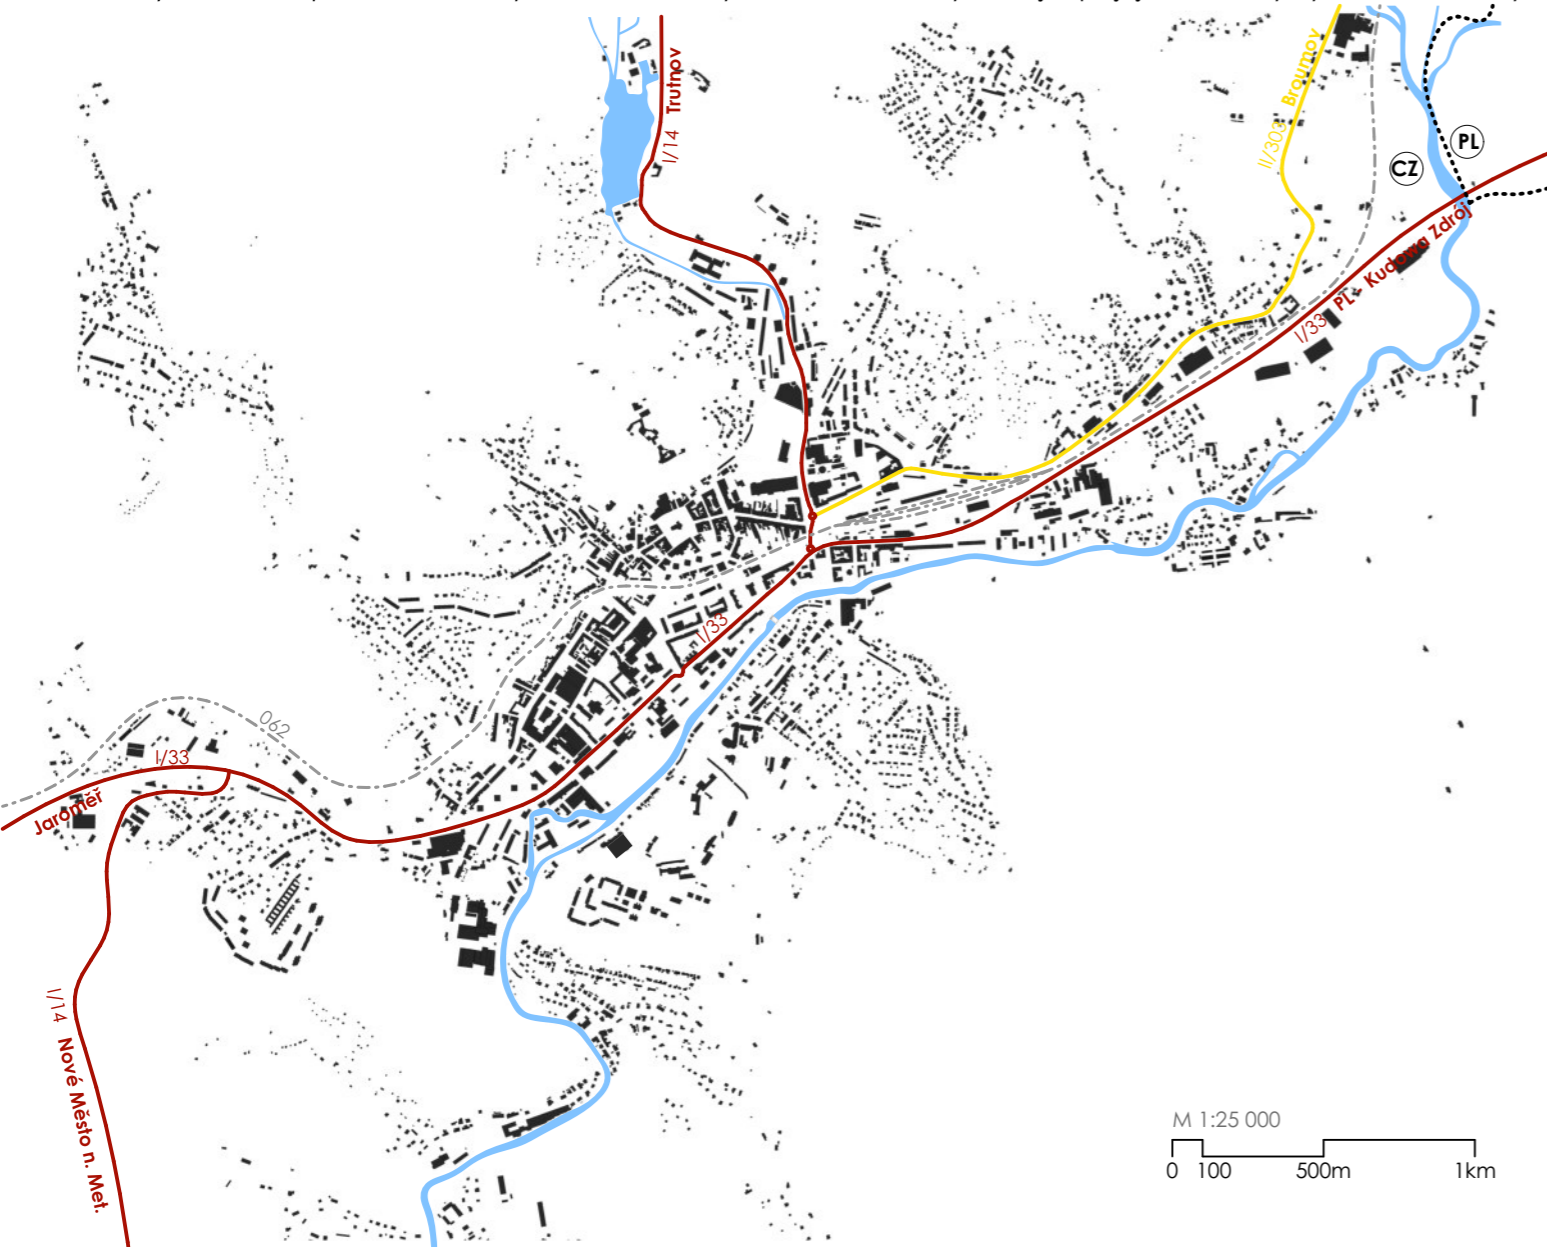 I/14 Trutnov
II/303 Broumov
CZ
PL
I/33 PL - Kudowa Zdrój
I/33
062
I/33
Jaroměř
I/14 Nové Město n. Met.
M 1:25 000
0 100 500m 1km